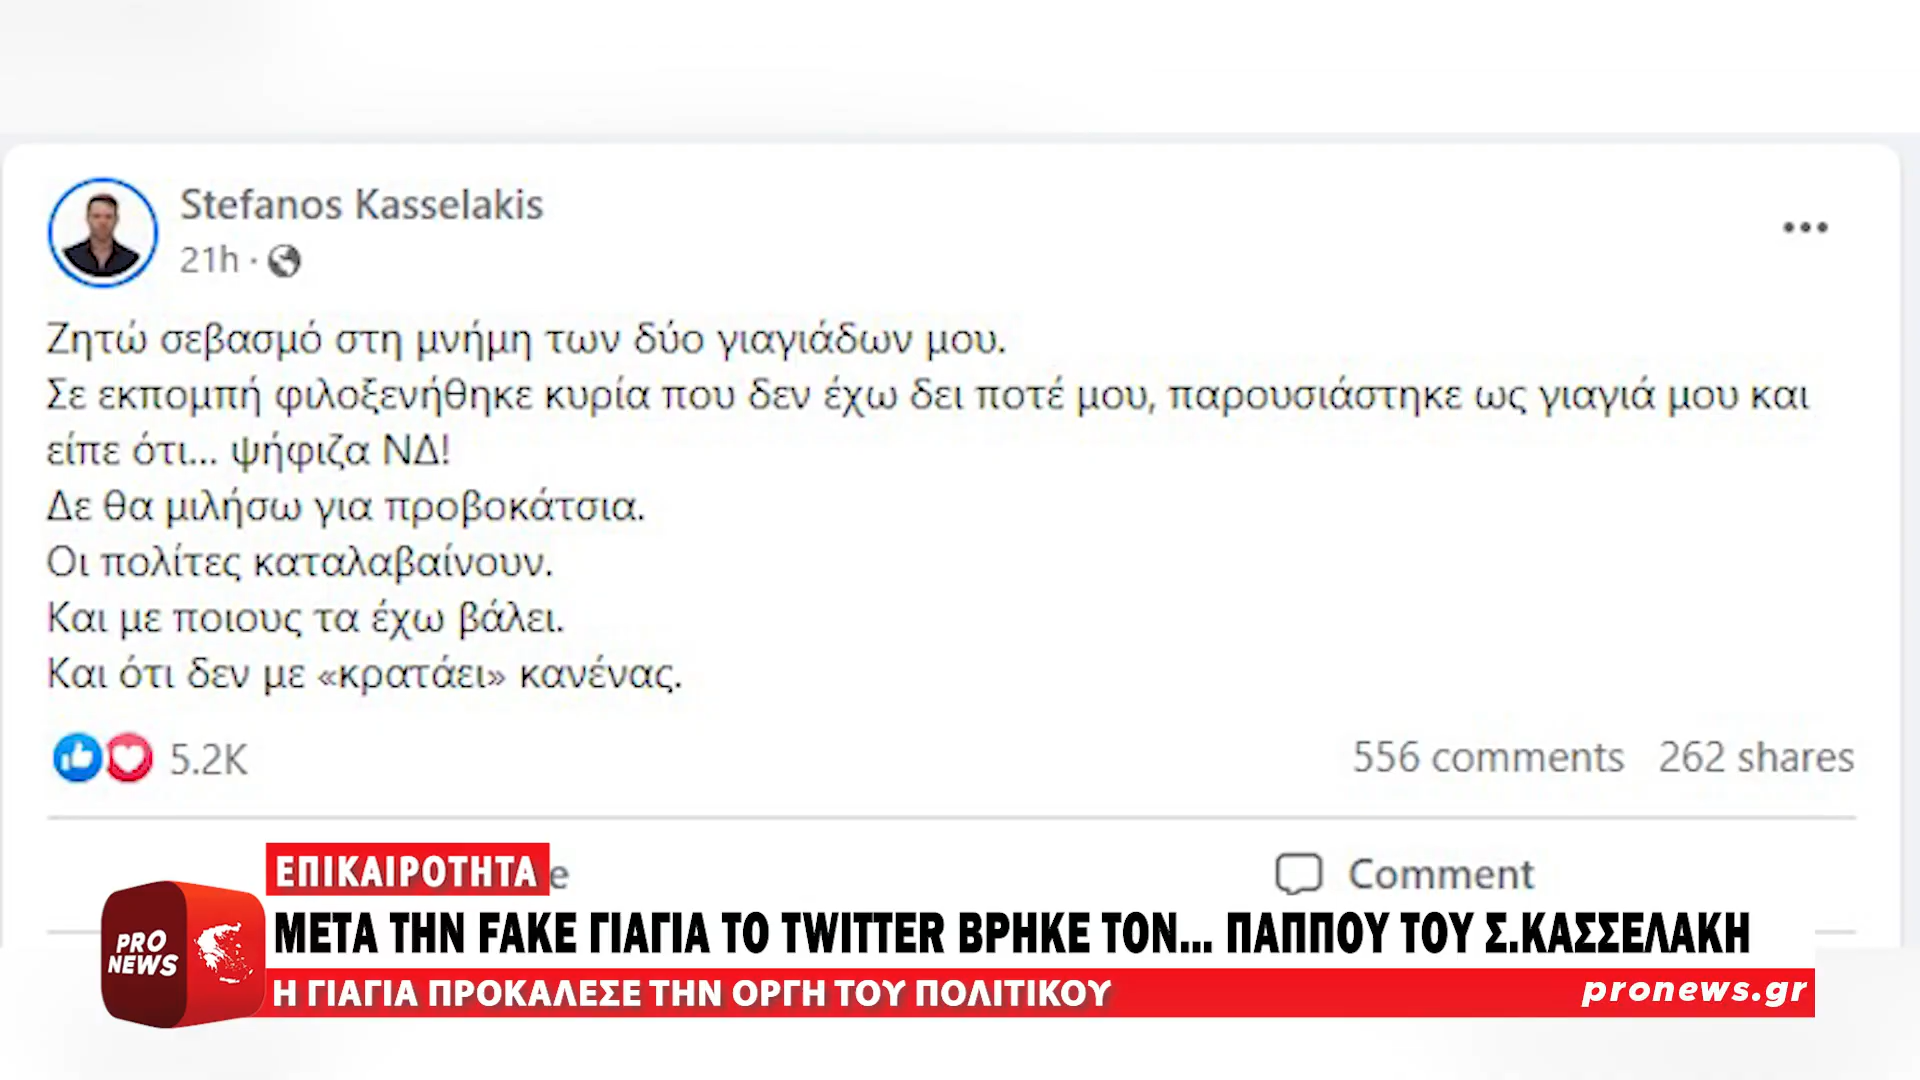 Stefanos Kasselakis
21h ·
Ζητώ σεβασμό στη μνήμη των δύο γιαγιάδων μου.
Σε εκπομπή φιλοξενήθηκε κυρία που δεν έχω δει ποτέ μου, παρουσιάστηκε ως γιαγιά μου και
είπε ότι... ψήφιζα ΝΔ!
Δε θα μιλήσω για προβοκάτσια.
Οι πολίτες καταλαβαίνουν.
Και με ποιους τα έχω βάλει.
Και ότι δεν με «κρατάει» κανένας.
5.2K
556 comments 262 shares
ΕΠΙΚΑΙΡΟΤΗΤΑ
e
Comment
PRO
NEWS
ΜΕΤΑ ΤΗΝ FAKE ΓΙΑΓΙΑ ΤΟ TWITTER ΒΡΗΚΕ ΤΟΝ... ΠΑΠΠΟΥ ΤΟΥ Σ.ΚΑΣΣΕΛΑΚΗ
Η ΓΙΑΓΙΑ ΠΡΟΚΑΛΕΣΕ ΤΗΝ ΟΡΓΗ ΤΟΥ ΠΟΛΙΤΙΚΟΥ
pronews.gr